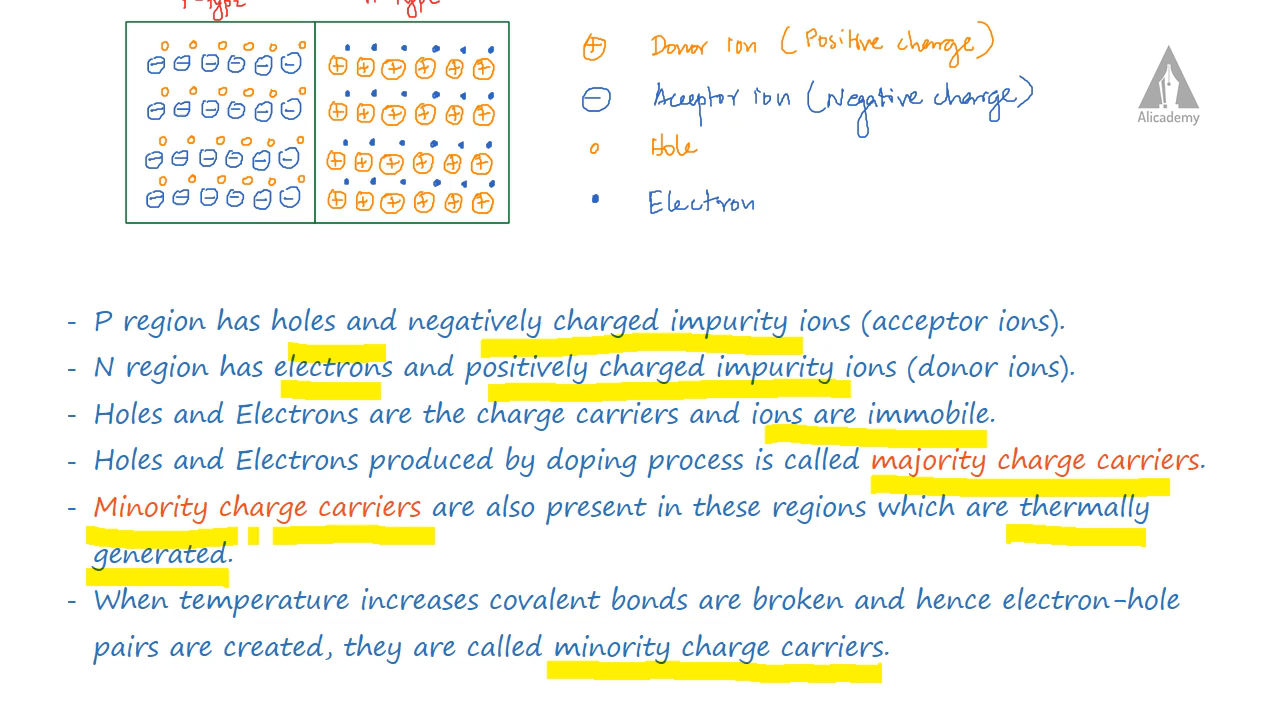 P-type N-type
Donor ion (Positive charge)
Acceptor ion (Negative charge)
Hole
Electron
Alicademy
- P region has holes and negatively charged impurity ions (acceptor ions).
- N region has electrons and positively charged impurity ions (donor ions).
- Holes and Electrons are the charge carriers and ions are immobile.
- Holes and Electrons produced by doping process is called majority charge carriers.
- Minority charge carriers are also present in these regions which are thermally
generated.
- When temperature increases covalent bonds are broken and hence electron-hole
pairs are created, they are called minority charge carriers.